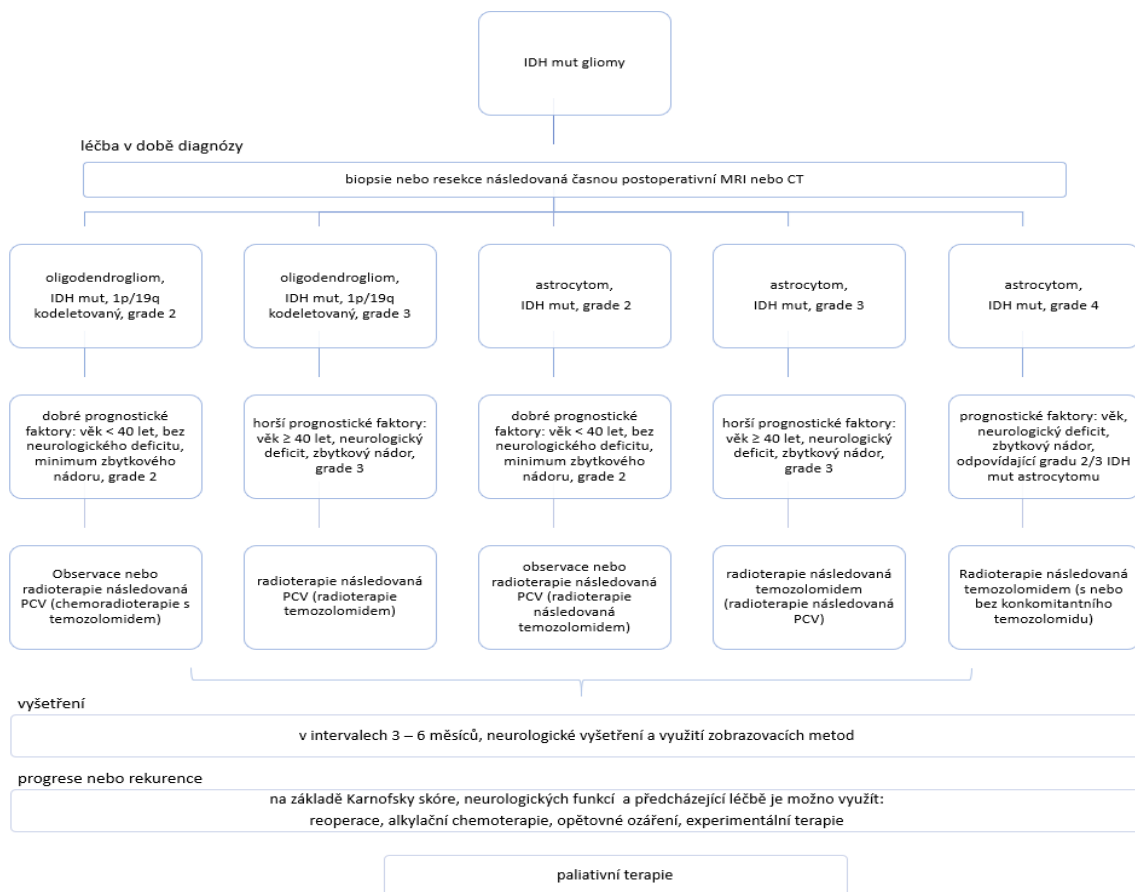 IDH mut gliomy
léčba v době diagnózy
biopsie nebo resekce následovaná časnou postoperativní MRI nebo CT
oligodendrogliom,
IDH mut, 1p/19q
kodeletovaný, grade 2
oligodendrogliom,
IDH mut, 1p/19q
kodeletovaný, grade 3
astrocytom,
IDH mut, grade 2
astrocytom,
IDH mut, grade 3
astrocytom,
IDH mut, grade 4
dobré prognostické
faktory: věk < 40 let, bez
neurologického deficitu,
minimum zbytkového
nádoru, grade 2
horší prognostické faktory:
věk ≥ 40 let, neurologický
deficit, zbytkový nádor,
grade 3
dobré prognostické
faktory: věk < 40 let, bez
neurologického deficitu,
minimum zbytkového
nádoru, grade 2
horší prognostické faktory:
věk ≥ 40 let, neurologický
deficit, zbytkový nádor,
grade 3
prognostické faktory: věk,
neurologický deficit,
zbytkový nádor,
odpovídající gradu 2/3 IDH
mut astrocytomu
Observace nebo
radioterapie následovaná
PCV (chemoradioterapie s
temozolomidem)
radioterapie následovaná
PCV (radioterapie
temozolomidem)
observace nebo
radioterapie následovaná
PCV (radioterapie
následovaná
temozolomidem)
radioterapie následovaná
temozolomidem
(radioterapie následovaná
PCV)
Radioterapie následovaná
temozolomidem (s nebo
bez konkomitantního
temozolomidu)
vyšetření
v intervalech 3 – 6 měsíců, neurologické vyšetření a využití zobrazovacích metod
progrese nebo rekurence
na základě Karnofsky skóre, neurologických funkcí a předcházející léčbě je možno využít:
reoperace, alkylační chemoterapie, opětovné ozáření, experimentální terapie
paliativní terapie